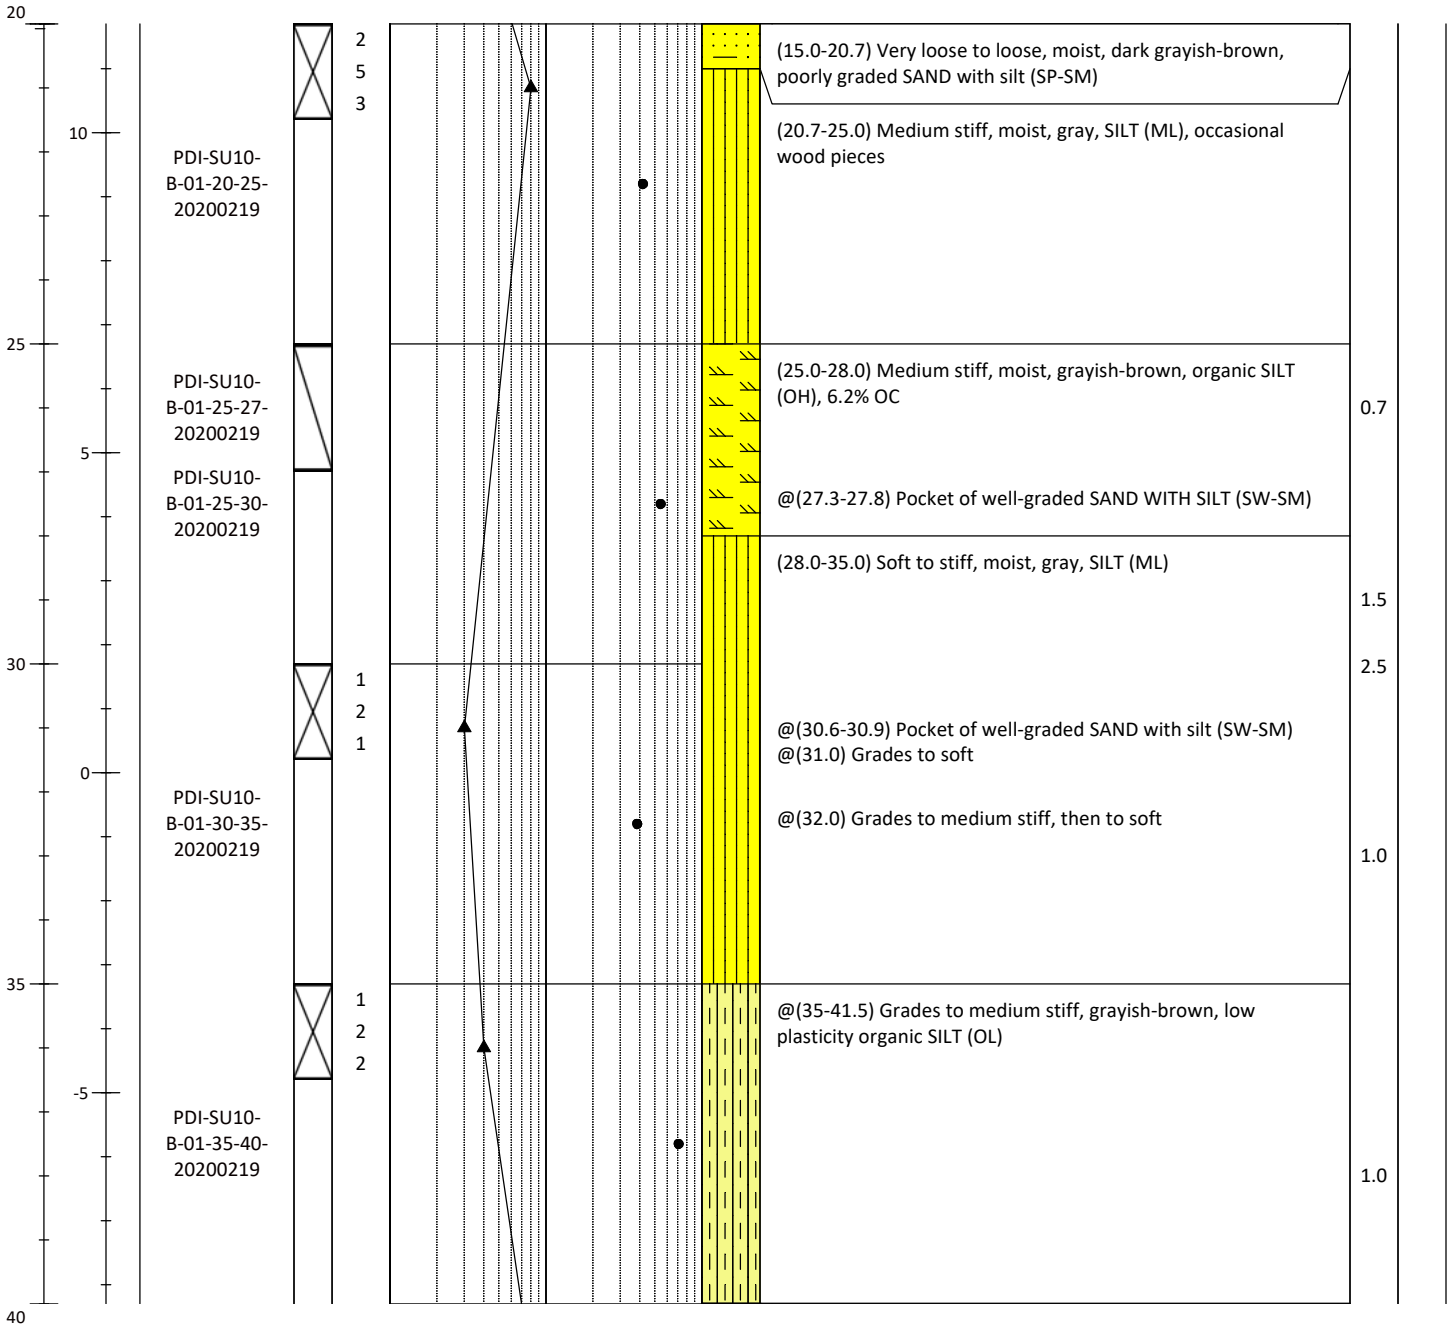 20
2
5
3
(15.0-20.7) Very loose to loose, moist, dark grayish-brown,
poorly graded SAND with silt (SP-SM)
10
(20.7-25.0) Medium stiff, moist, gray, SILT (ML), occasional
wood pieces
PDI-SU10-
B-01-20-25-
20200219
25
(25.0-28.0) Medium stiff, moist, grayish-brown, organic SILT
(OH), 6.2% OC
PDI-SU10-
B-01-25-27-
20200219
0.7
5
PDI-SU10-
B-01-25-30-
20200219
@(27.3-27.8) Pocket of well-graded SAND WITH SILT (SW-SM)
(28.0-35.0) Soft to stiff, moist, gray, SILT (ML)
1.5
30
2.5
1
2
1
@(30.6-30.9) Pocket of well-graded SAND with silt (SW-SM)
@(31.0) Grades to soft
0
PDI-SU10-
B-01-30-35-
20200219
@(32.0) Grades to medium stiff, then to soft
1.0
35
1
2
2
@(35-41.5) Grades to medium stiff, grayish-brown, low
plasticity organic SILT (OL)
-5
PDI-SU10-
B-01-35-40-
20200219
1.0
40